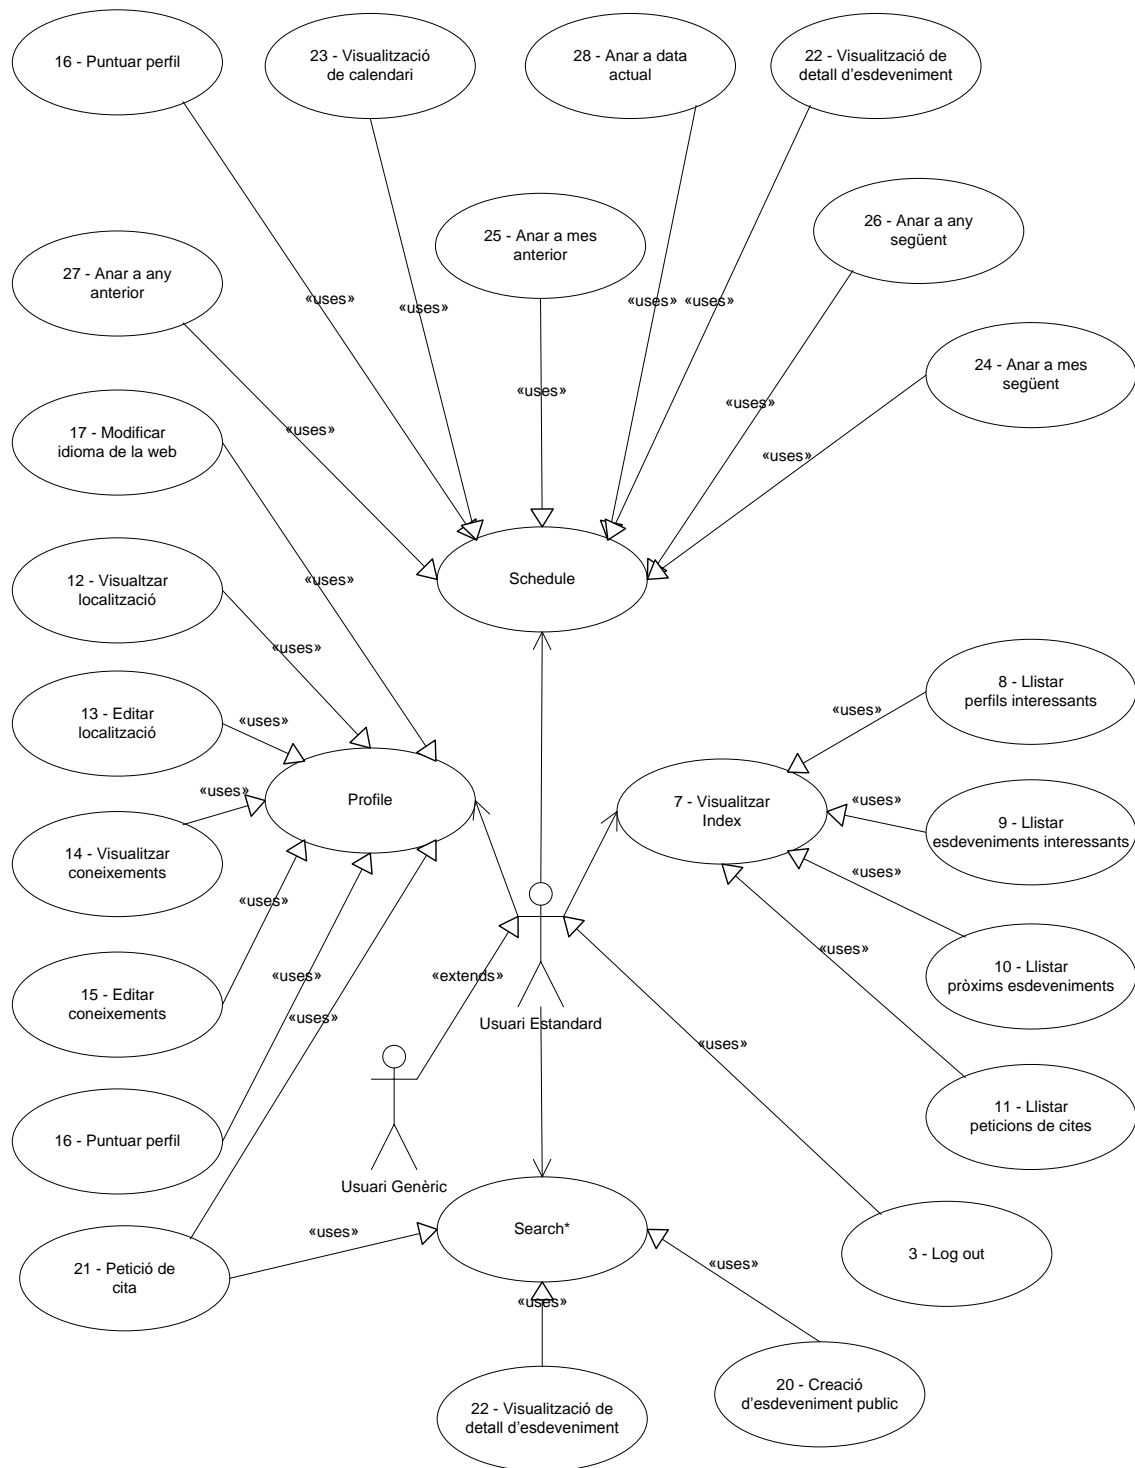 16 - Puntuar perfil
23 - Visualització
de calendari
28 - Anar a data
actual
22 - Visualització de
detall d'esdeveniment
27 - Anar a any
anterior
25 - Anar a mes
anterior
26 - Anar a any
següent
24 - Anar a mes
següent
«uses»
«uses»
«uses»
«uses»
«uses»
«uses»
«uses»
«uses»
17 - Modificar
idioma de la web
12 - Visualtzar
localització
13 - Editar
localització
14 - Visualitzar
coneixements
15 - Editar
coneixements
16 - Puntuar perfil
21 - Petició de
cita
«uses»
«uses»
«uses»
«uses»
«uses»
«uses»
«uses»
Schedule
Profile
7 - Visualitzar
Index
8 - Llistar
perfils interessants
9 - Llistar
esdeveniments interessants
10 - Llistar
pròxims esdeveniments
11 - Llistar
peticions de cites
«uses»
«uses»
«uses»
«uses»
«extends»
Usuari Estandard
«uses»
Usuari Genèric
3 - Log out
«uses»
Search*
«uses»
«uses»
22 - Visualització de
detall d'esdeveniment
20 - Creació
d'esdeveniment public